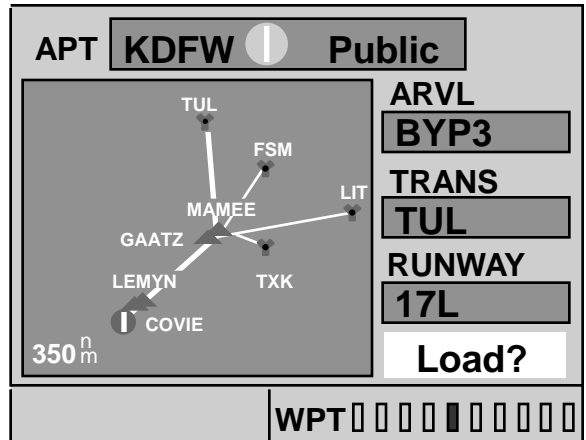 APT KDFW Public
TUL
FSM
LIT
MAMEE
GAATZ
LEMYN
TXK
COVIE
350 nm
ARVL
BYP3
TRANS
TUL
RUNWAY
17L
Load?
WPT